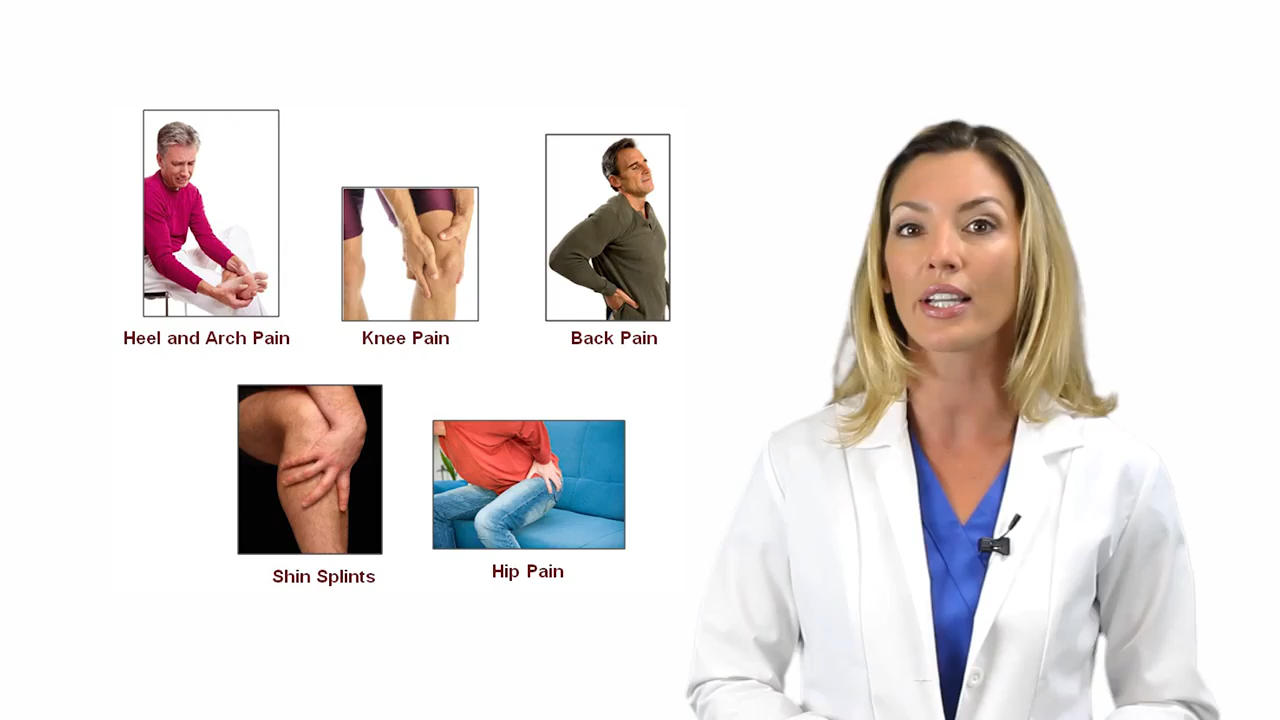 Heel and Arch Pain
Knee Pain
Back Pain
Shin Splints
Hip Pain